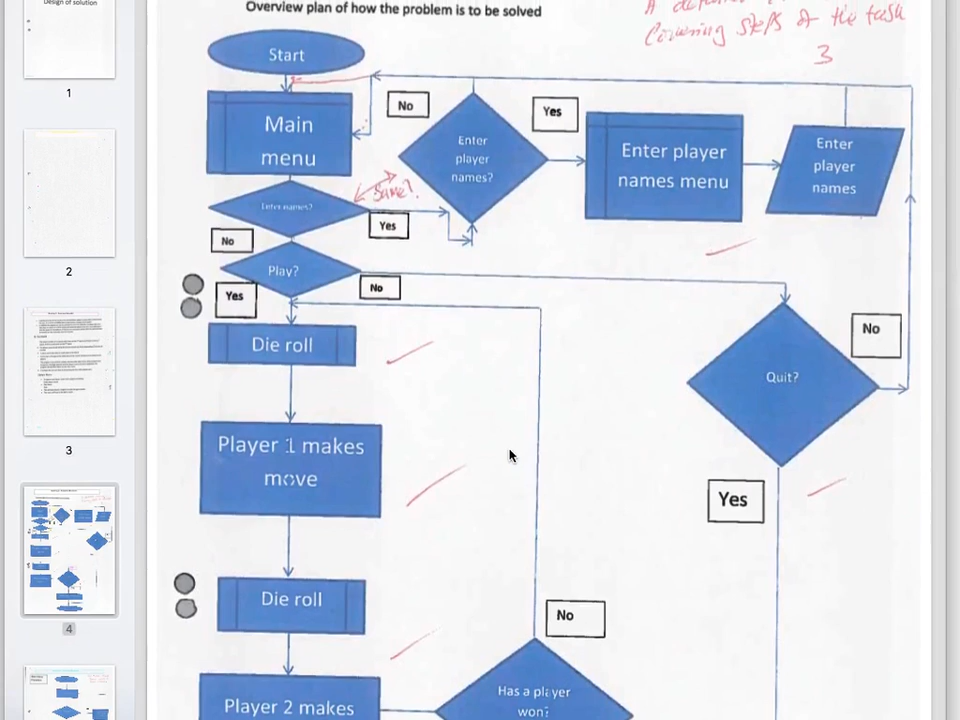 Design of solution
Overview plan of how the problem is to be solved
A
Covering steps of the task
3
Start
Main
menu
No
Enter
player
names?
Yes
Enter player
names menu
Enter
player
names
Enter names?
Same?
Yes
No
Play?
No
Yes
Die roll
Quit?
No
Player 1 makes
move
Yes
Die roll
No
Player 2 makes
Has a player
won?
1
2
3
4